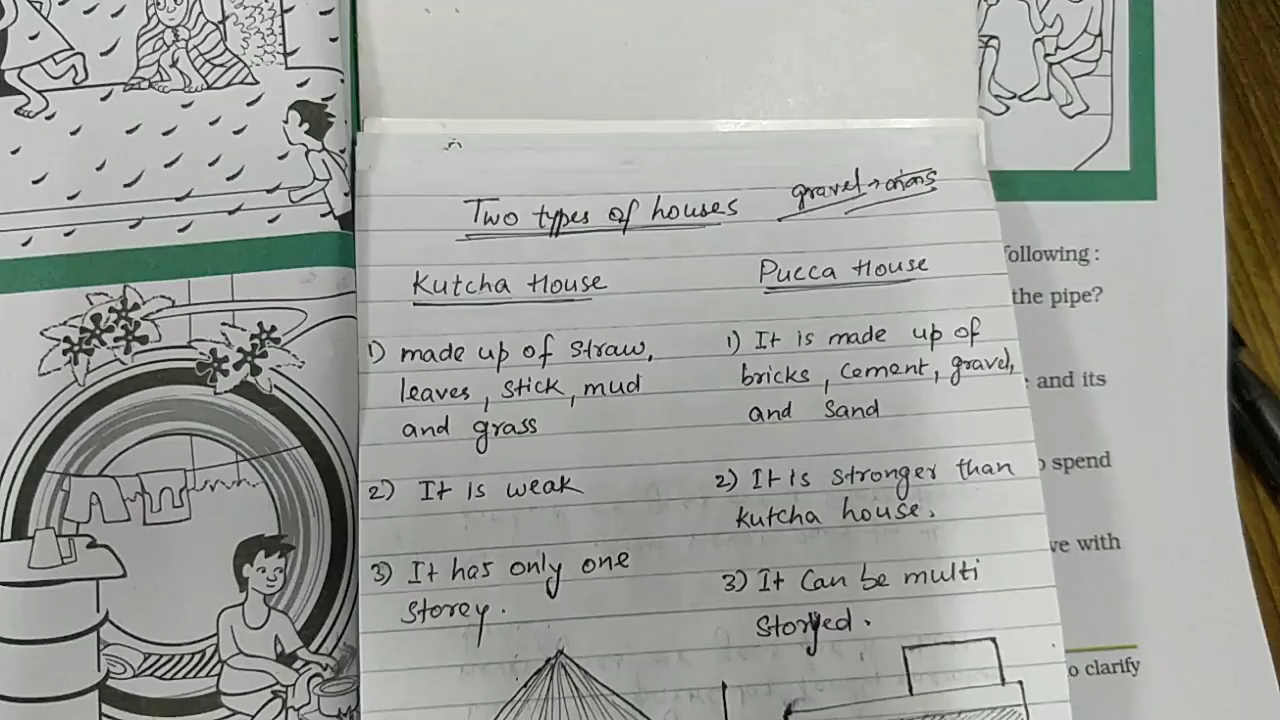 gravel →
Two types of houses
Kutcha House
Pucca House
1) made up of straw,
leaves, stick, mud
and grass
1) It is made up of
bricks, cement, gravel,
and sand
2) It is weak
2) It is stronger than
kutcha house.
3) It has only one
storey.
3) It can be multi
storyed.
following :
the pipe?
and its
spend
with
o clarify